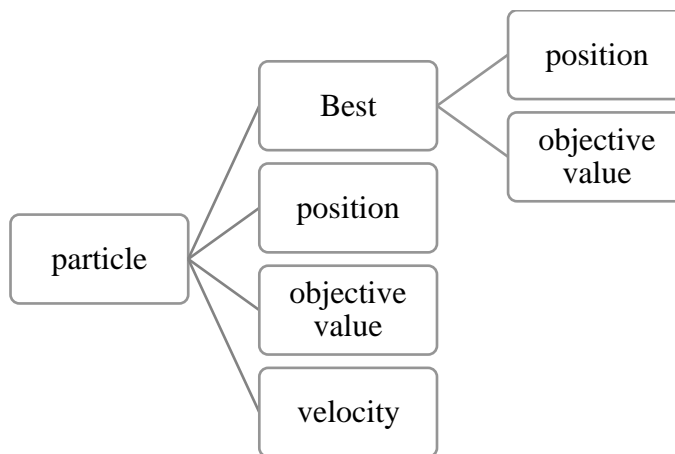 particle
Best
position
objective
value
velocity
position
objective
value